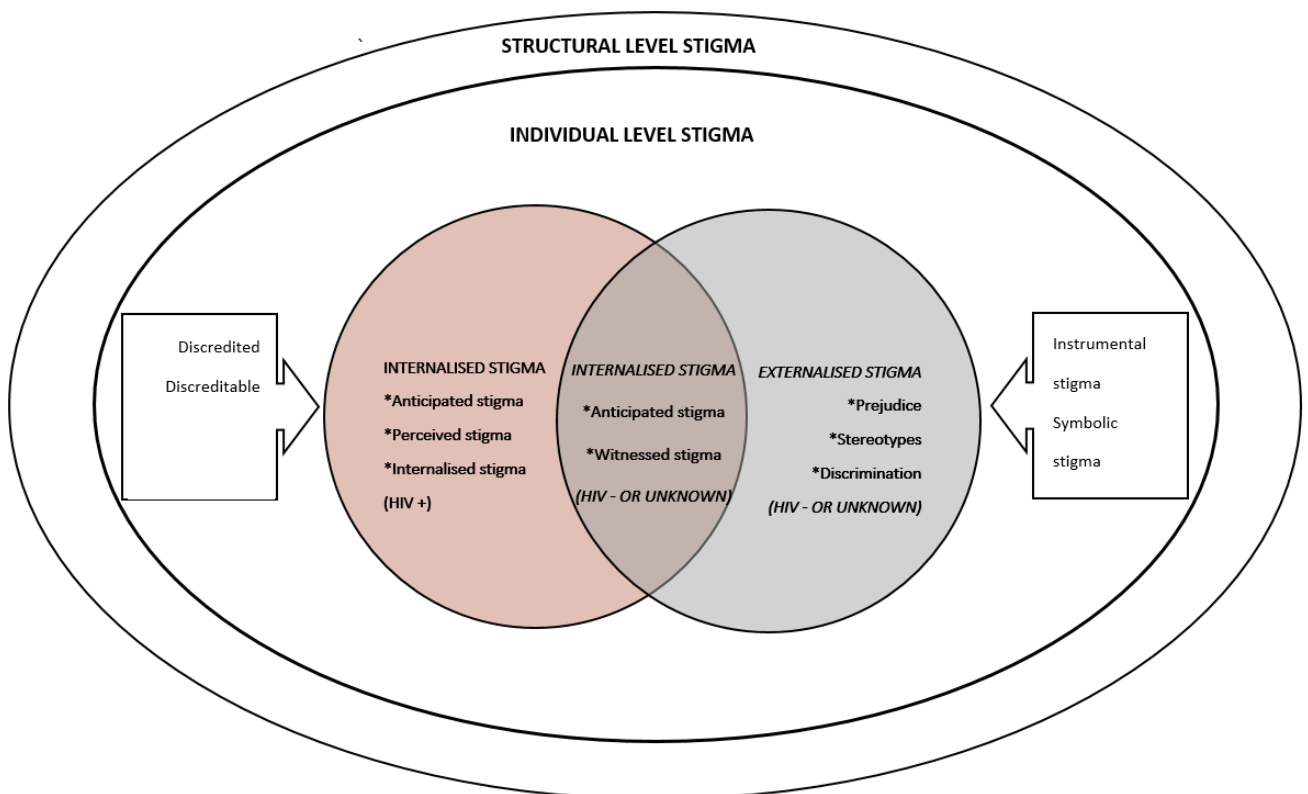 STRUCTURAL LEVEL STIGMA
INDIVIDUAL LEVEL STIGMA
Discredited
Discreditable
INTERNALISED STIGMA
*Anticipated stigma
*Perceived stigma
*Internalised stigma
(HIV +)
INTERNALISED STIGMA
*Anticipated stigma
*Witnessed stigma
(HIV - OR UNKNOWN)
EXTERNALISED STIGMA
*Prejudice
*Stereotypes
*Discrimination
(HIV - OR UNKNOWN)
Instrumental
stigma
Symbolic
stigma